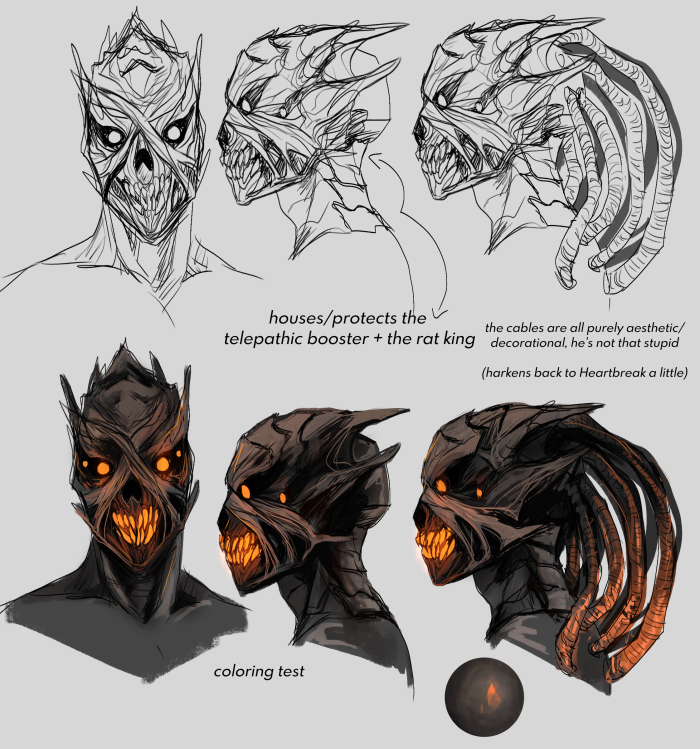 houses/protects the
telepathic booster + the rat king
the cables are all purely aesthetic/
decorational, he's not that stupid
(harkens back to Heartbreak a little)
coloring test